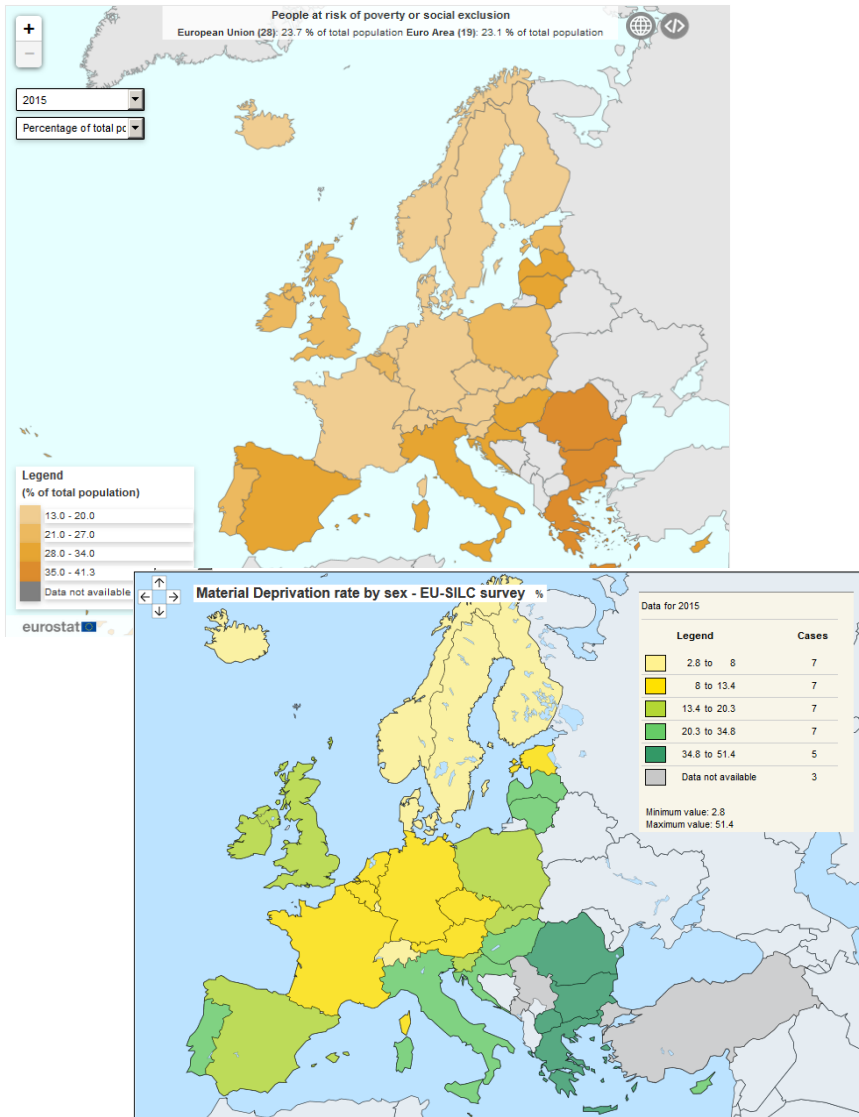 People at risk of poverty or social exclusion
European Union (28): 23.7 % of total population Euro Area (19): 23.1 % of total population
+
−
2015
Percentage of total po
Legend
(% of total population)
13.0 - 20.0
21.0 - 27.0
28.0 - 34.0
35.0 - 41.3
Data not available
eurostat
Material Deprivation rate by sex - EU-SILC survey %
Data for 2015
Legend Cases
2.8 to 8 7
8 to 13.4 7
13.4 to 20.3 7
20.3 to 34.8 7
34.8 to 51.4 5
Data not available 3
Minimum value: 2.8
Maximum value: 51.4